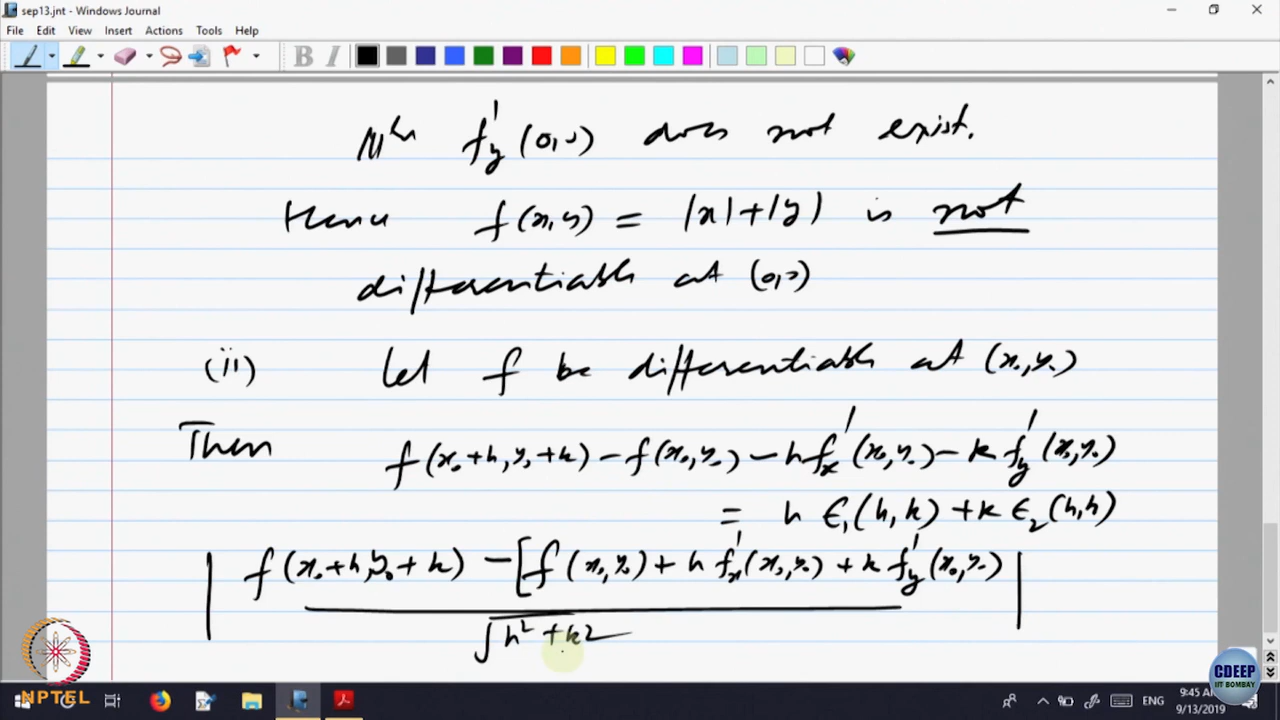 sep13.jnt - Windows Journal
File Edit View Insert Actions Tools Help
B I
f'y (0,0) does not exist.
Hence f(x,y) = |x|+|y| is not
differentiable at (0,0)
(ii) Let f be differentiable at (x₀,y₀)
Then f(x₀+h,y₀+k) – f(x₀,y₀) – h f'x (x₀,y₀) – k f'y (x₀,y₀)
= h ϵ₁(h,k) + k ϵ₂(h,k)
| f(x₀+h,y₀+k) – [f(x₀,y₀) + h f'x (x₀,y₀) + k f'y (x₀,y₀) |
√h²+k²
NPTEL
CDEEP
IIT BOMBAY
ENG
9:45 A
9/13/2019